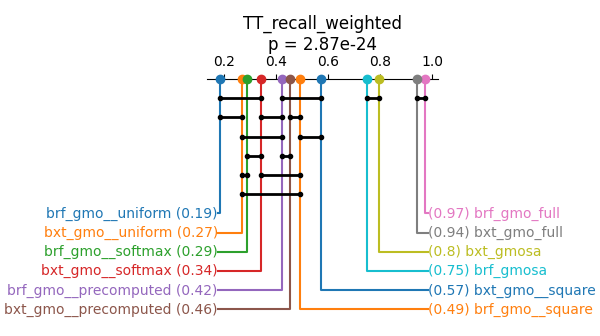 TT_recall_weighted
p = 2.87e-24
0.2 0.4 0.6 0.8 1.0
brf_gmo__uniform (0.19) (0.97) brf_gmo_full
bxt_gmo__uniform (0.27) (0.94) bxt_gmo_full
brf_gmo__softmax (0.29) (0.8) bxt_gmosa
bxt_gmo__softmax (0.34) (0.75) brf_gmosa
brf_gmo__precomputed (0.42) (0.57) bxt_gmo__square
bxt_gmo__precomputed (0.46) (0.49) brf_gmo__square